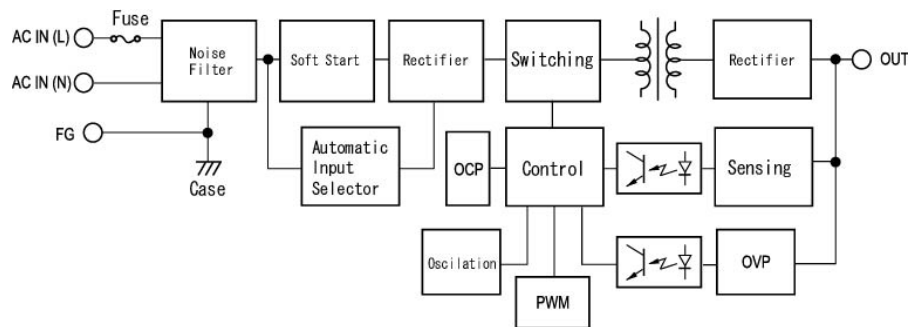 Fuse
AC IN (L)
AC IN (N)
FG
Noise
Filter
Case
Soft Start
Rectifier
Switching
Rectifier
OUT
Automatic
Input
Selector
OCP
Control
Sensing
Oscilation
PWM
OVP